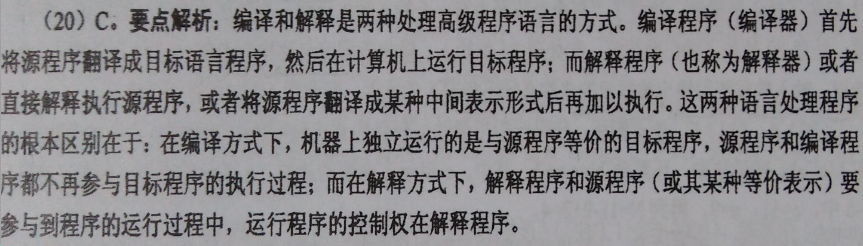 （20）C。要点解析：编译和解释是两种处理高级程序语言的方式。编译程序（编译器）首先
将源程序翻译成目标语言程序，然后在计算机上运行目标程序；而解释程序（也称为解释器）或者
直接解释执行源程序，或者将源程序翻译成某种中间表示形式后再加以执行。这两种语言处理程序
的根本区别在于：在编译方式下，机器上独立运行的是与源程序等价的目标程序，源程序和编译程
序都不再参与目标程序的执行过程；而在解释方式下，解释程序和源程序（或其某种等价表示）要
参与到程序的运行过程中，运行程序的控制权在解释程序。